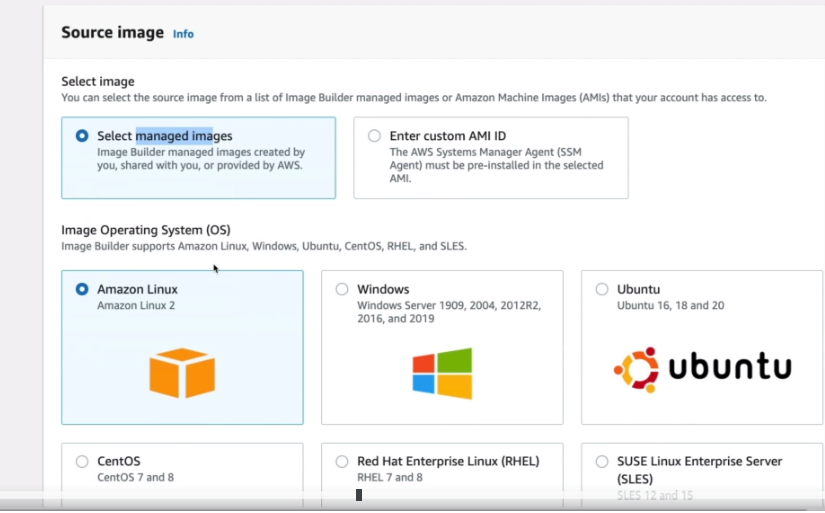 Source image Info
Select image
You can select the source image from a list of Image Builder managed images or Amazon Machine Images (AMIs) that your account has access to.
Select managed images
Image Builder managed images created by
you, shared with you, or provided by AWS.
Enter custom AMI ID
The AWS Systems Manager Agent (SSM
Agent) must be pre-installed in the selected
AMI.
Image Operating System (OS)
Image Builder supports Amazon Linux, Windows, Ubuntu, CentOS, RHEL, and SLES.
Amazon Linux
Amazon Linux 2
Windows
Windows Server 1909, 2004, 2012R2,
2016, and 2019
Ubuntu
Ubuntu 16, 18 and 20
ubuntu
CentOS
CentOS 7 and 8
Red Hat Enterprise Linux (RHEL)
RHEL 7 and 8
SUSE Linux Enterprise Server
(SLES)
SLES 12 and 15